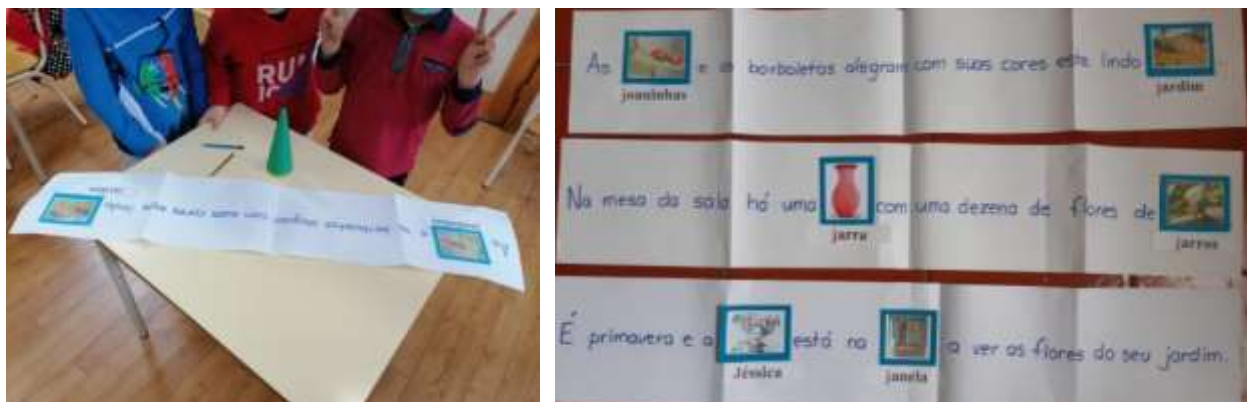 RU
As e as borboletas alegram com suas cores este lindo
joaninhas jardim
Na mesa da sala há uma com uma dezena de flores de
jarra jarros
É primavera e a está na a ver as flores do seu jardim.
Jéssica janela